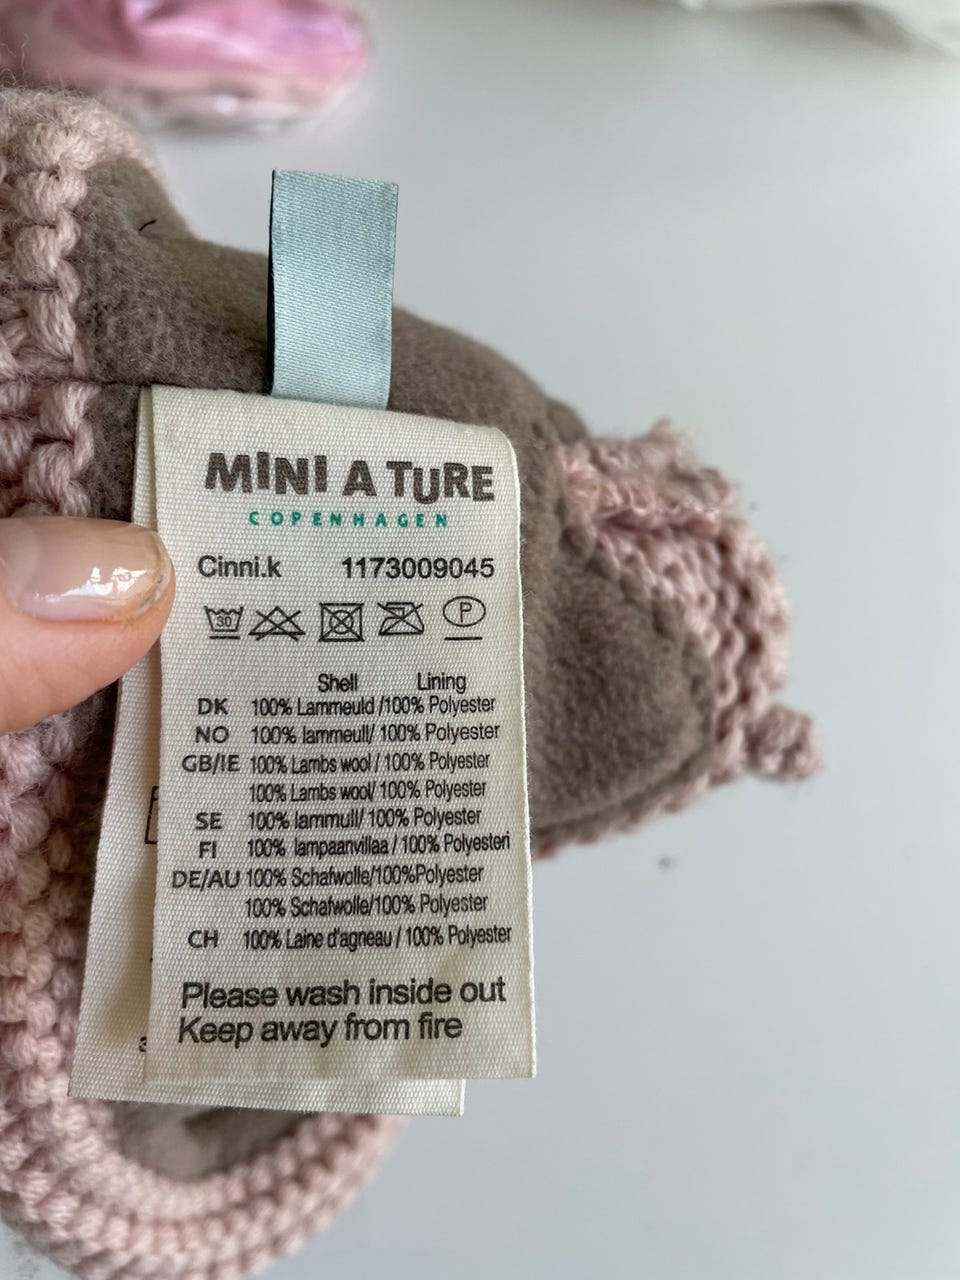 MINI A TURE
COPENHAGEN
Cinni.k 1173009045
30 P
Shell Lining
DK 100% Lammeuld /100% Polyester
NO 100% lammeull/ 100% Polyester
GB/IE 100% Lambs wool / 100% Polyester
100% Lambs wool/ 100% Polyester
SE 100% lammull/ 100% Polyester
FI 100% lampaanvillaa / 100% Polyesteri
DE/AU 100% Schafwolle/100%Polyester
100% Schafwolle/100% Polyester
CH 100% Laine d'agneau / 100% Polyester
Please wash inside out
Keep away from fire